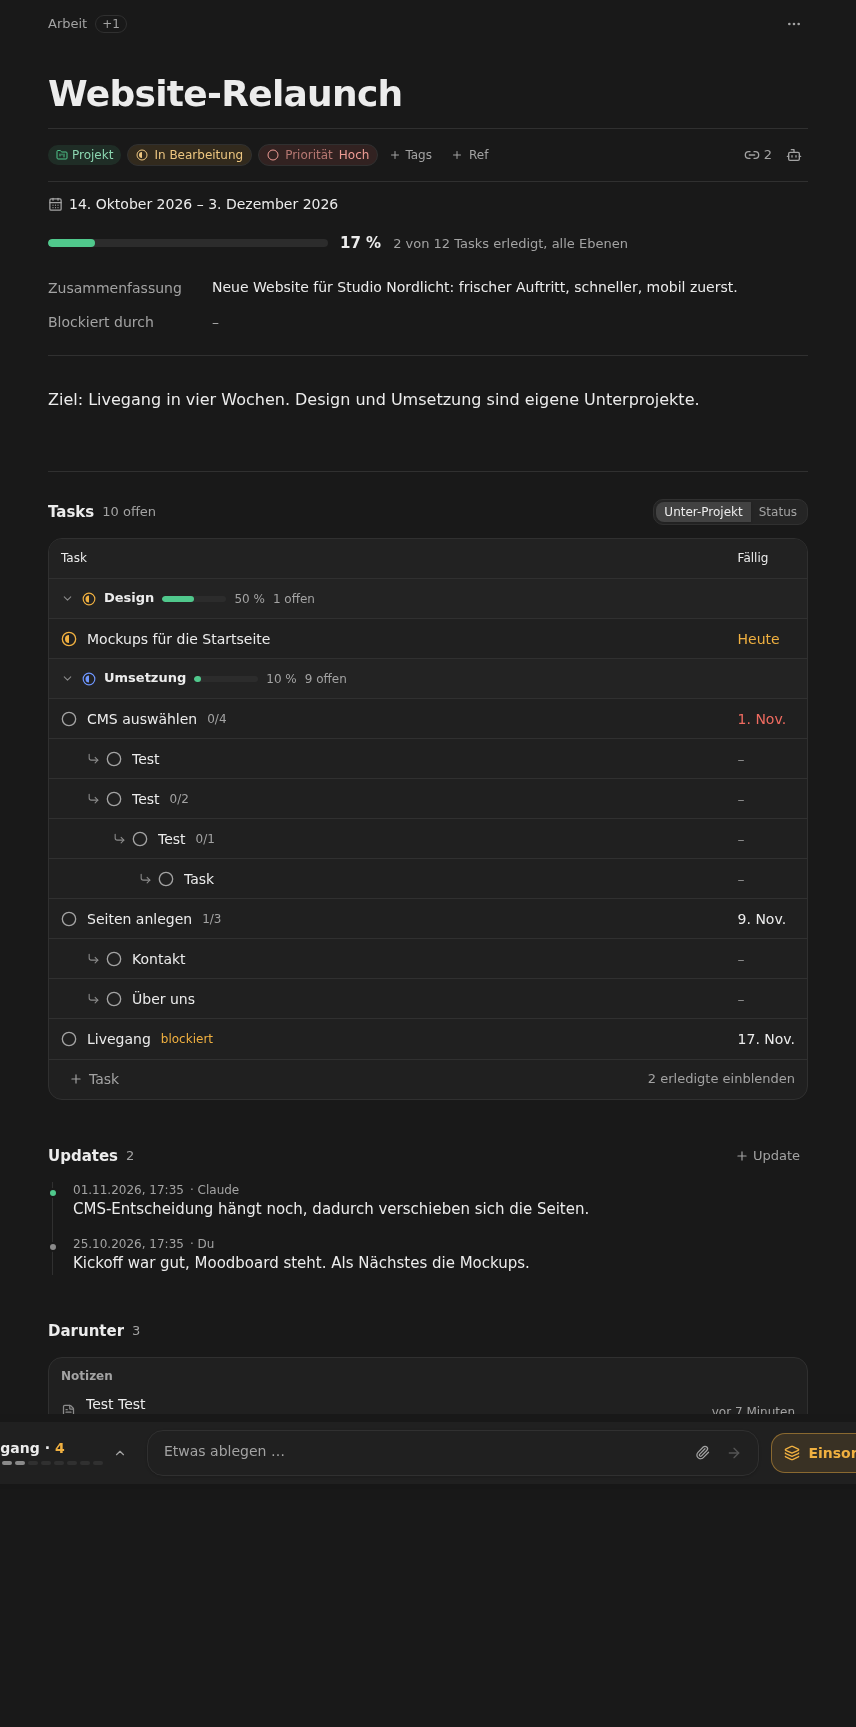 Arbeit +1
Website-Relaunch
Projekt In Bearbeitung Priorität Hoch + Tags + Ref 2
14. Oktober 2026 – 3. Dezember 2026
17 % 2 von 12 Tasks erledigt, alle Ebenen
Zusammenfassung Neue Website für Studio Nordlicht: frischer Auftritt, schneller, mobil zuerst.
Blockiert durch –
Ziel: Livegang in vier Wochen. Design und Umsetzung sind eigene Unterprojekte.
Tasks 10 offen Unter-Projekt Status
Task Fällig
Design 50 % 1 offen
Mockups für die Startseite Heute
Umsetzung 10 % 9 offen
CMS auswählen 0/4 1. Nov.
Test –
Test 0/2 –
Test 0/1 –
Task –
Seiten anlegen 1/3 9. Nov.
Kontakt –
Über uns –
Livegang blockiert 17. Nov.
+ Task 2 erledigte einblenden
Updates 2 + Update
01.11.2026, 17:35 · Claude
CMS-Entscheidung hängt noch, dadurch verschieben sich die Seiten.
25.10.2026, 17:35 · Du
Kickoff war gut, Moodboard steht. Als Nächstes die Mockups.
Darunter 3
Notizen
Test Test
vor 7 Minuten
gang · 4 Etwas ablegen … Einsor